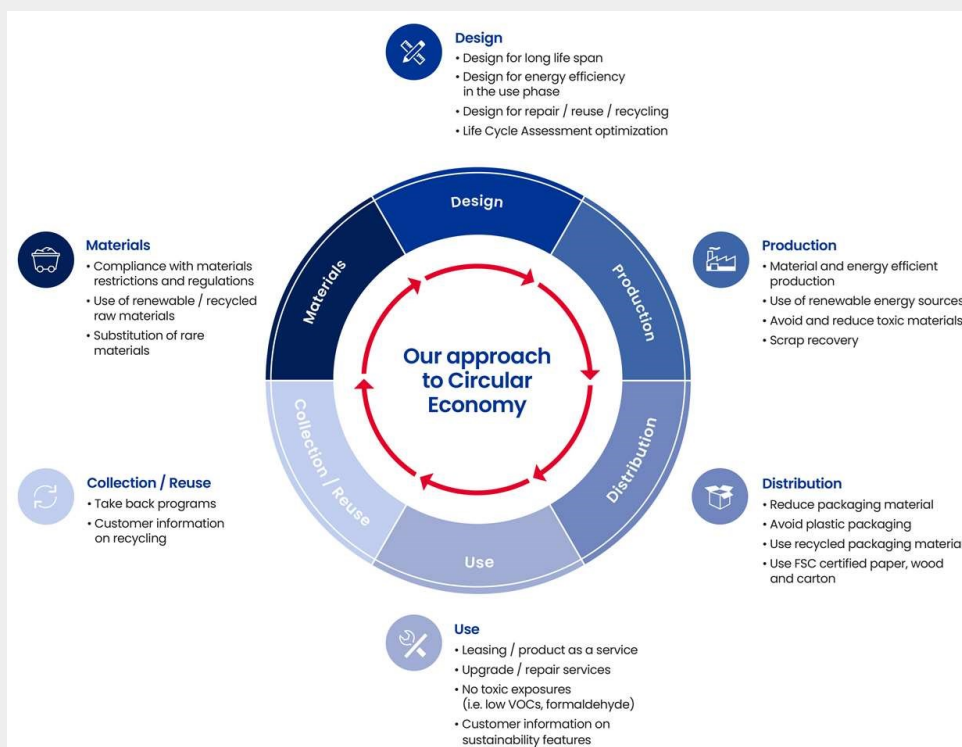 Design
• Design for long life span
• Design for energy efficiency
in the use phase
• Design for repair / reuse / recycling
• Life Cycle Assessment optimization
Materials
• Compliance with materials
restrictions and regulations
• Use of renewable / recycled
raw materials
• Substitution of rare
materials
Production
• Material and energy efficient
production
• Use of renewable energy sources
• Avoid and reduce toxic materials
• Scrap recovery
Design
Materials
Production
Our approach
to Circular
Economy
Collection / Reuse
Distribution
Use
Collection / Reuse
• Take back programs
• Customer information
on recycling
Distribution
• Reduce packaging material
• Avoid plastic packaging
• Use recycled packaging material
• Use FSC certified paper, wood
and carton
Use
• Leasing / product as a service
• Upgrade / repair services
• No toxic exposures
(i.e. low VOCs, formaldehyde)
• Customer information on
sustainability features